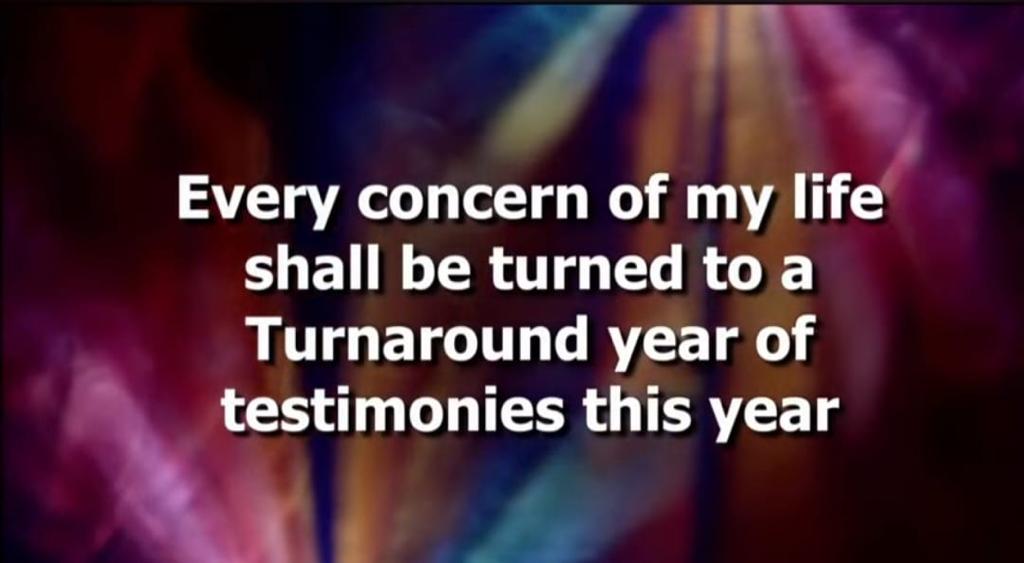 Every concern of my life
shall be turned to a
Turnaround year of
testimonies this year